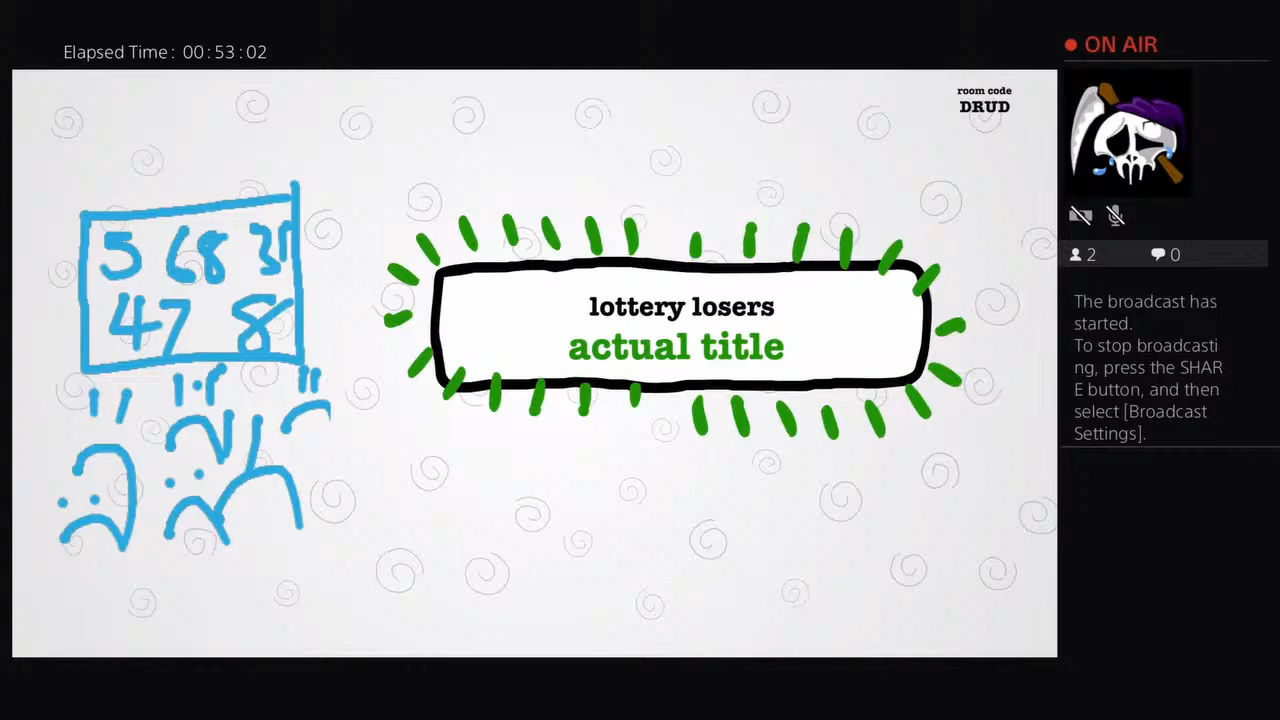 Elapsed Time: 00:53:02
ON AIR
room code
DRUD
5 68 31
47 8
lottery losers
actual title
2
0
The broadcast has
started.
To stop broadcasti
ng, press the SHAR
E button, and then
select [Broadcast
Settings].